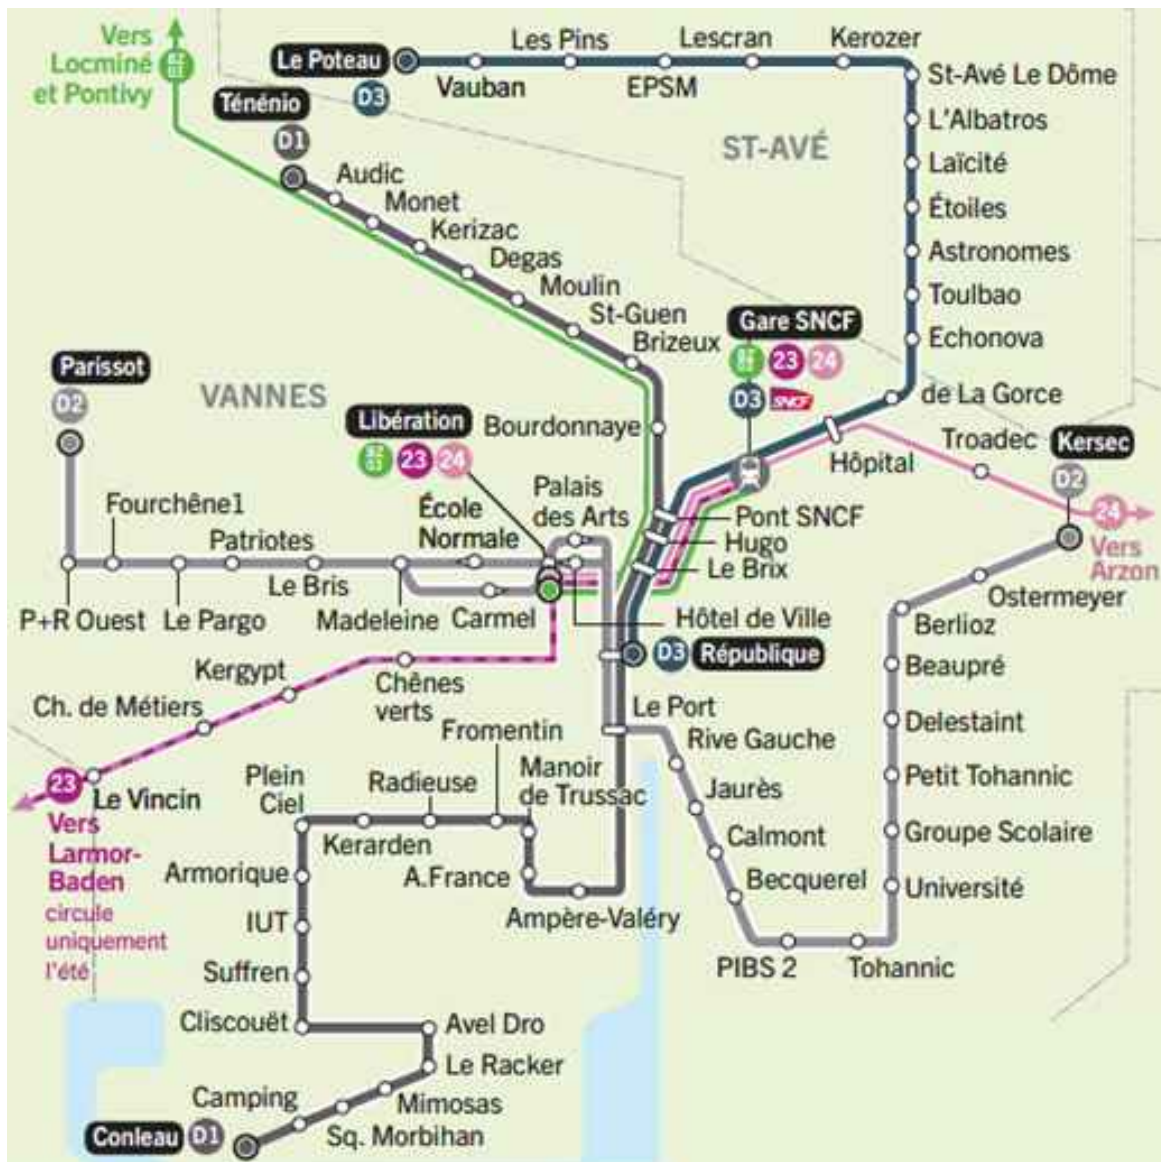 Vers
Locminé
et Pontivy
Le Poteau
D3
Vauban
Les Pins
EPSM
Lescran
Kerozer
St-Avé Le Dôme
L'Albatros
Laïcité
Étoiles
Astronomes
Toulbao
Echonova
de La Gorce
ST-AVÉ
Ténénio
D1
Audic
Monet
Kerizac
Degas
Moulin
St-Guen
Brizeux
Bourdonnaye
Gare SNCF
23
24
D3
SNCF
Hôpital
Troadec
Kersec
D2
24
Vers
Arzon
Parissot
D2
VANNES
Libération
23
24
Fourchêne1
Patriotes
École
Normale
Palais
des Arts
Pont SNCF
Hugo
Le Brix
P+R Ouest
Le Pargo
Le Bris
Madeleine
Carmel
Hôtel de Ville
D3
République
Ostermeyer
Berlioz
Beaupré
Delestaint
Petit Tohannic
Groupe Scolaire
Université
Tohannic
PIBS 2
Becquerel
Calmont
Jaurès
Rive Gauche
Le Port
Kergypt
Chênes
verts
Ch. de Métiers
23
Le Vincin
Vers
Larmor-
Baden
circule
uniquement
l'été
Fromentin
Plein
Ciel
Radieuse
Manoir
de Trussac
Kerarden
A.France
Ampère-Valéry
Armorique
IUT
Suffren
Cliscouët
Avel Dro
Le Racker
Mimosas
Sq. Morbihan
Camping
Conleau
D1